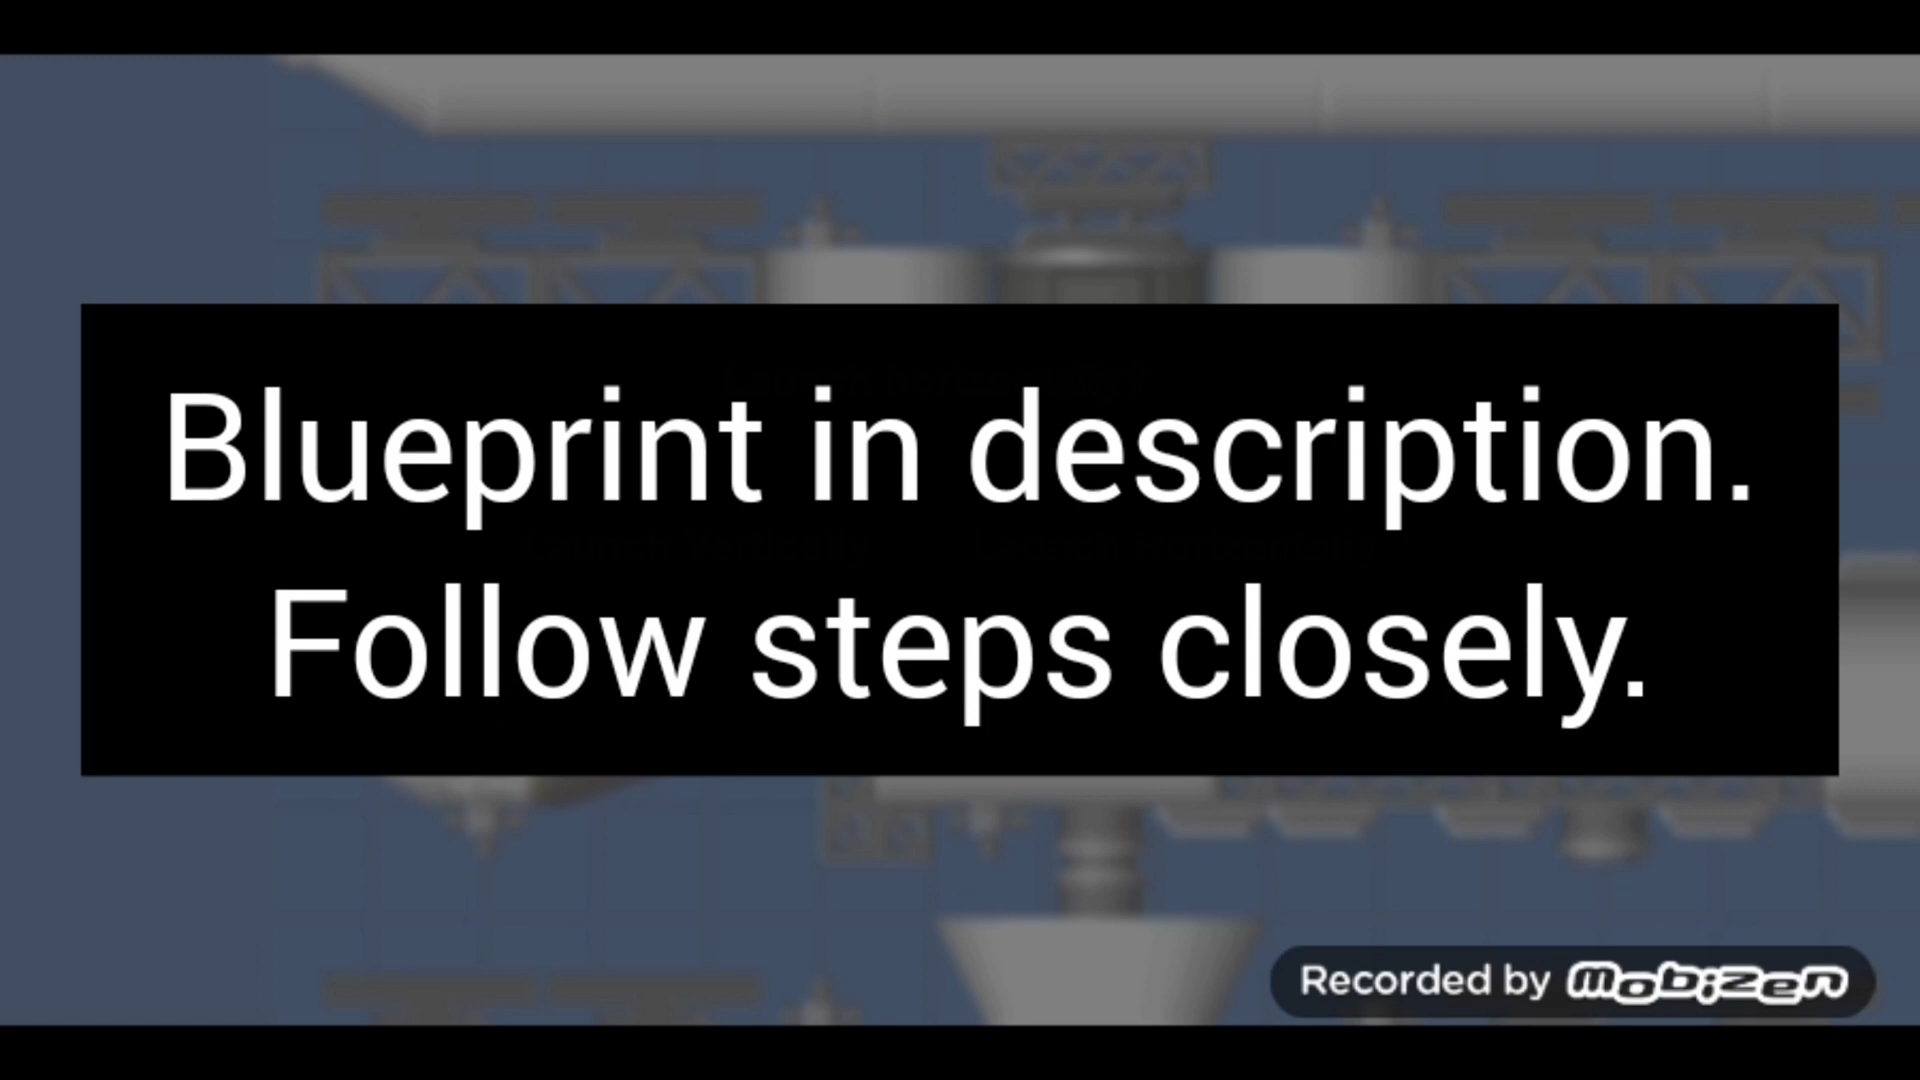 Blueprint in description.
Follow steps closely.
Recorded by mobizen